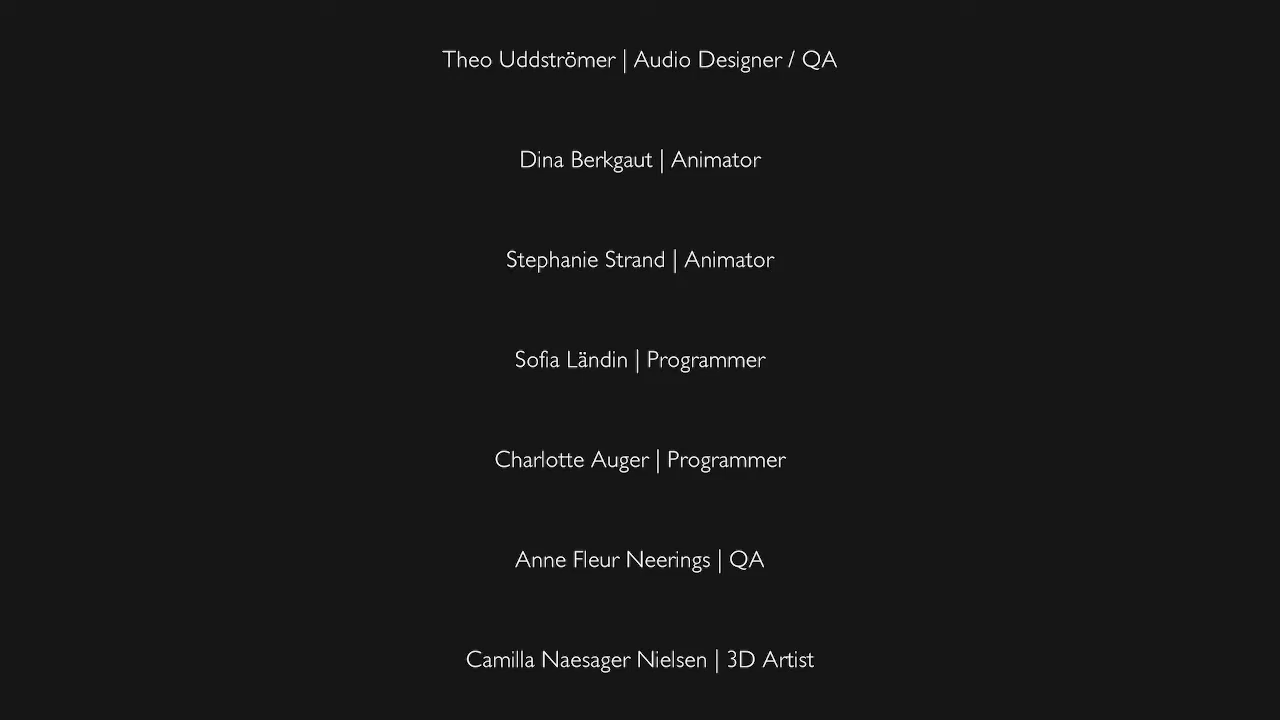 Theo Uddströmer | Audio Designer / QA
Dina Berkgaut | Animator
Stephanie Strand | Animator
Sofia Ländin | Programmer
Charlotte Auger | Programmer
Anne Fleur Neerings | QA
Camilla Naesager Nielsen | 3D Artist